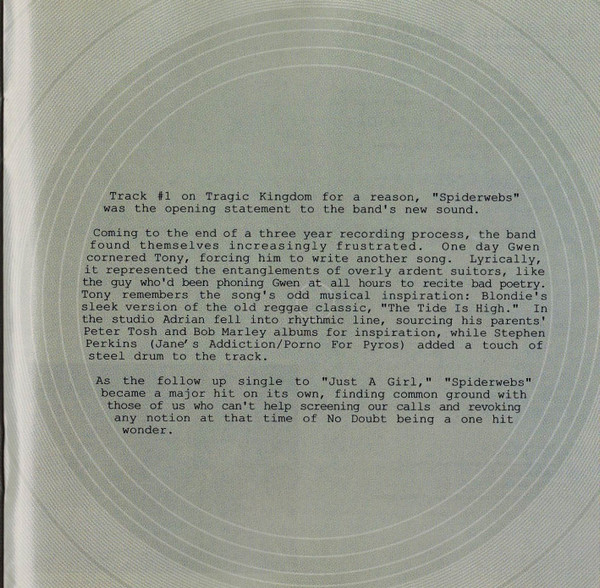 Track #1 on Tragic Kingdom for a reason, "Spiderwebs"
was the opening statement to the band's new sound.
Coming to the end of a three year recording process, the band
found themselves increasingly frustrated. One day Gwen
cornered Tony, forcing him to write another song. Lyrically,
it represented the entanglements of overly ardent suitors, like
the guy who'd been phoning Gwen at all hours to recite bad poetry.
Tony remembers the song's odd musical inspiration: Blondie's
sleek version of the old reggae classic, "The Tide Is High." In
the studio Adrian fell into rhythmic line, sourcing his parents'
Peter Tosh and Bob Marley albums for inspiration, while Stephen
Perkins (Jane's Addiction/Porno For Pyros) added a touch of
steel drum to the track.
As the follow up single to "Just A Girl," "Spiderwebs"
became a major hit on its own, finding common ground with
those of us who can't help screening our calls and revoking
any notion at that time of No Doubt being a one hit
wonder.